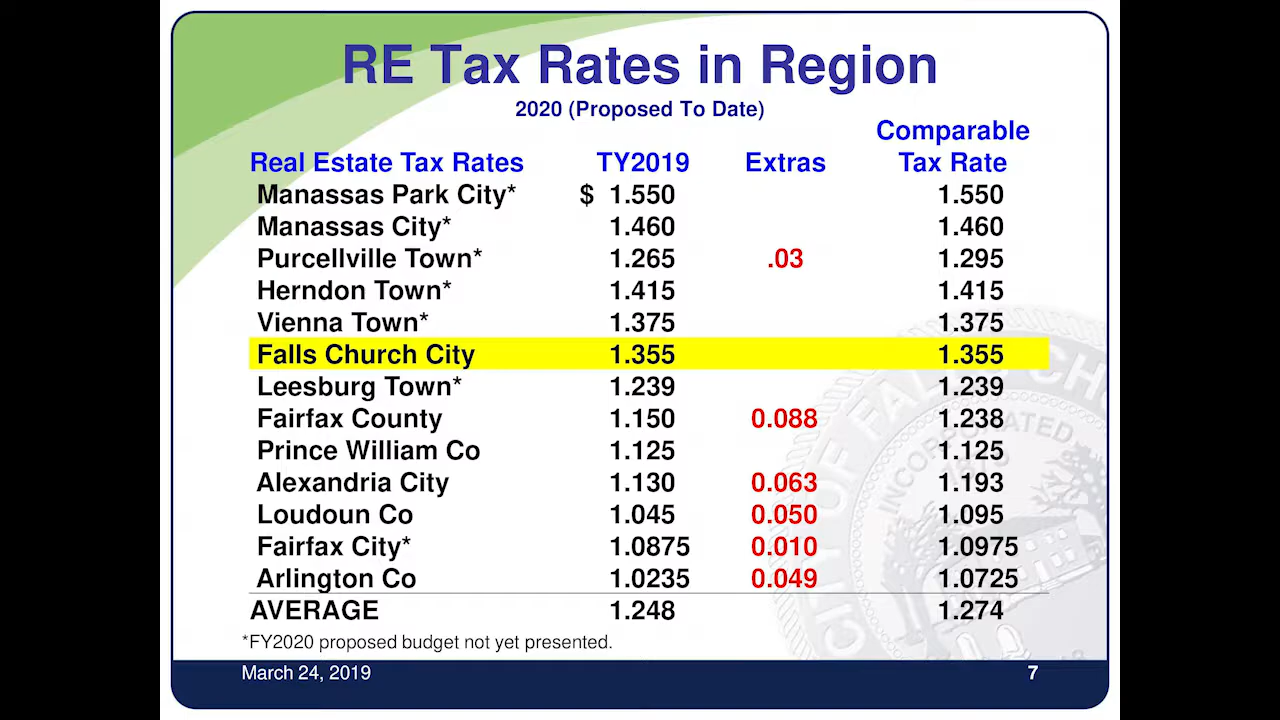 RE Tax Rates in Region
2020 (Proposed To Date)
Comparable
Real Estate Tax Rates TY2019 Extras Tax Rate
Manassas Park City* $ 1.550 1.550
Manassas City* 1.460 1.460
Purcellville Town* 1.265 .03 1.295
Herndon Town* 1.415 1.415
Vienna Town* 1.375 1.375
Falls Church City 1.355 1.355
Leesburg Town* 1.239 1.239
Fairfax County 1.150 0.088 1.238
Prince William Co 1.125 1.125
Alexandria City 1.130 0.063 1.193
Loudoun Co 1.045 0.050 1.095
Fairfax City* 1.0875 0.010 1.0975
Arlington Co 1.0235 0.049 1.0725
AVERAGE 1.248 1.274
*FY2020 proposed budget not yet presented.
March 24, 2019 7
CITY OF FALLS CH
INCORPORATED